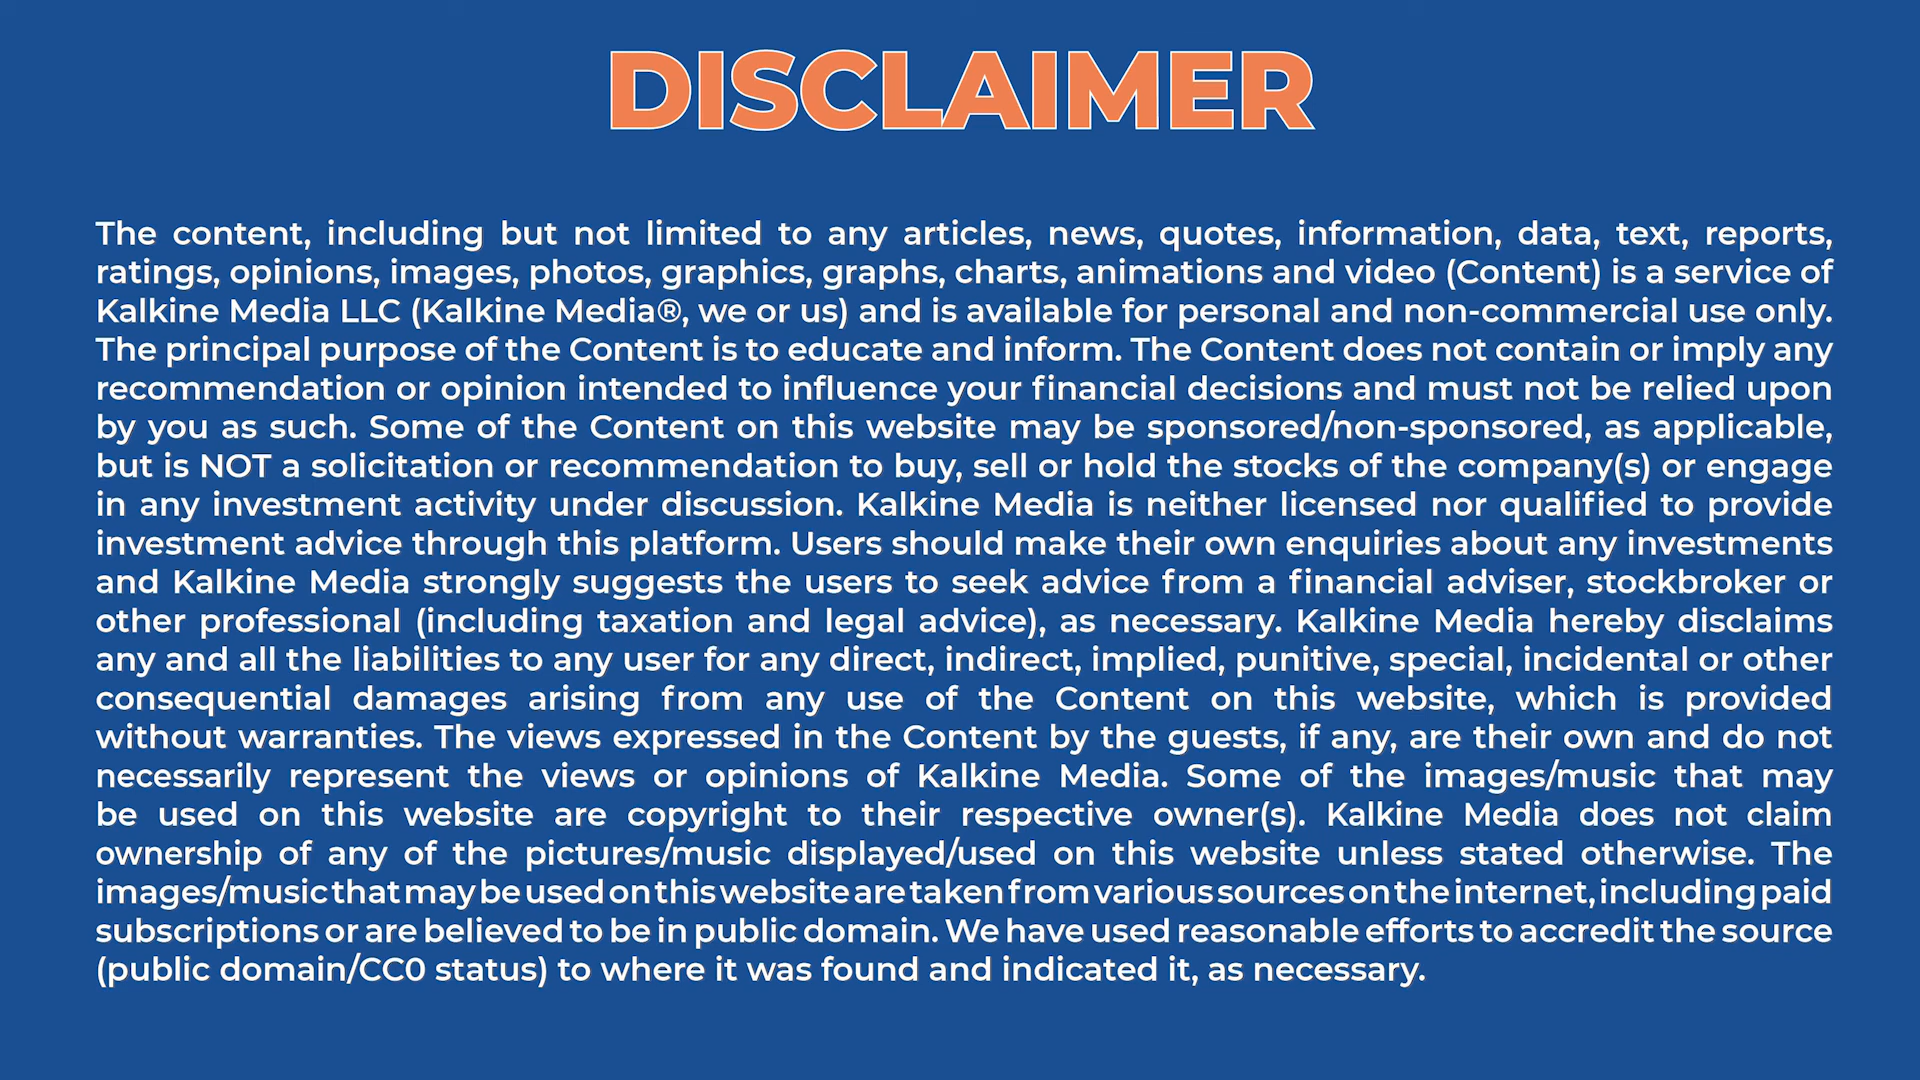 DISCLAIMER
The content, including but not limited to any articles, news, quotes, information, data, text, reports,
ratings, opinions, images, photos, graphics, graphs, charts, animations and video (Content) is a service of
Kalkine Media LLC (Kalkine Media®, we or us) and is available for personal and non-commercial use only.
The principal purpose of the Content is to educate and inform. The Content does not contain or imply any
recommendation or opinion intended to influence your financial decisions and must not be relied upon
by you as such. Some of the Content on this website may be sponsored/non-sponsored, as applicable,
but is NOT a solicitation or recommendation to buy, sell or hold the stocks of the company(s) or engage
in any investment activity under discussion. Kalkine Media is neither licensed nor qualified to provide
investment advice through this platform. Users should make their own enquiries about any investments
and Kalkine Media strongly suggests the users to seek advice from a financial adviser, stockbroker or
other professional (including taxation and legal advice), as necessary. Kalkine Media hereby disclaims
any and all the liabilities to any user for any direct, indirect, implied, punitive, special, incidental or other
consequential damages arising from any use of the Content on this website, which is provided
without warranties. The views expressed in the Content by the guests, if any, are their own and do not
necessarily represent the views or opinions of Kalkine Media. Some of the images/music that may
be used on this website are copyright to their respective owner(s). Kalkine Media does not claim
ownership of any of the pictures/music displayed/used on this website unless stated otherwise. The
images/music that may be used on this website are taken from various sources on the internet, including paid
subscriptions or are believed to be in public domain. We have used reasonable efforts to accredit the source
(public domain/CC0 status) to where it was found and indicated it, as necessary.